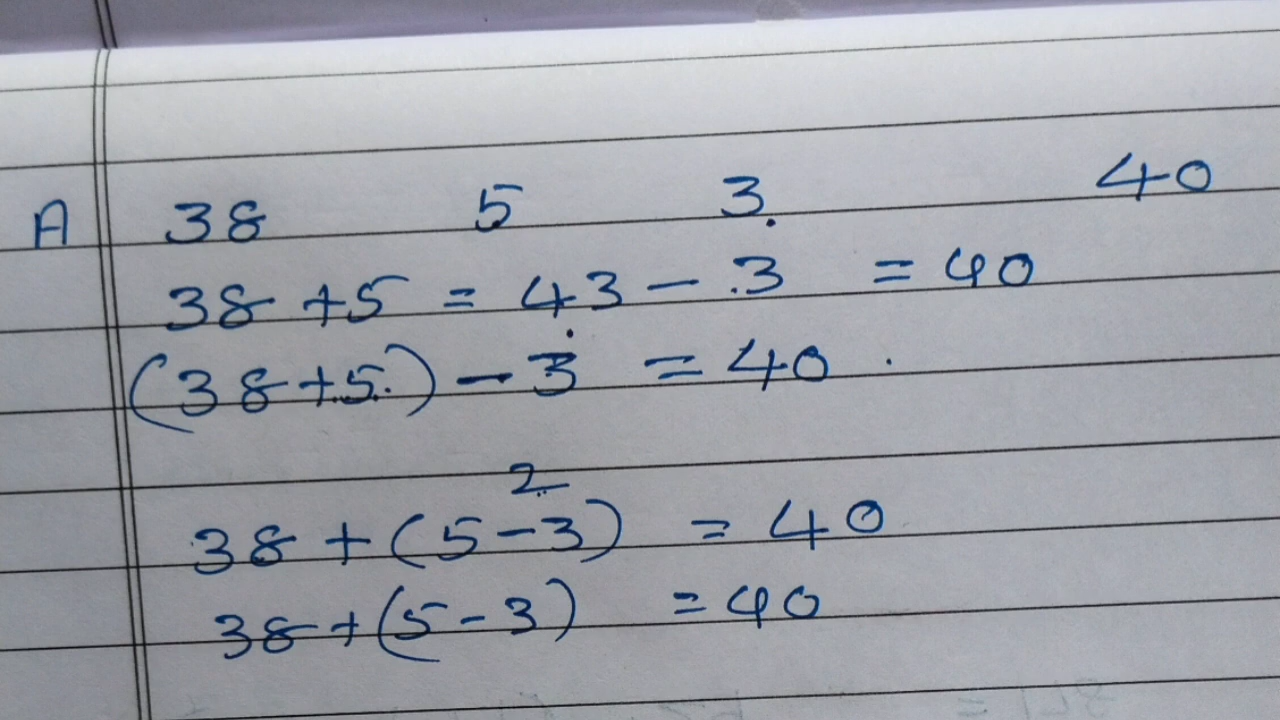 A 38 5 3. 40
38 + 5 = 43 - 3 = 40
(38 + 5) - 3 = 40
2
38 + (5 - 3) = 40
38 + (5 - 3) = 40